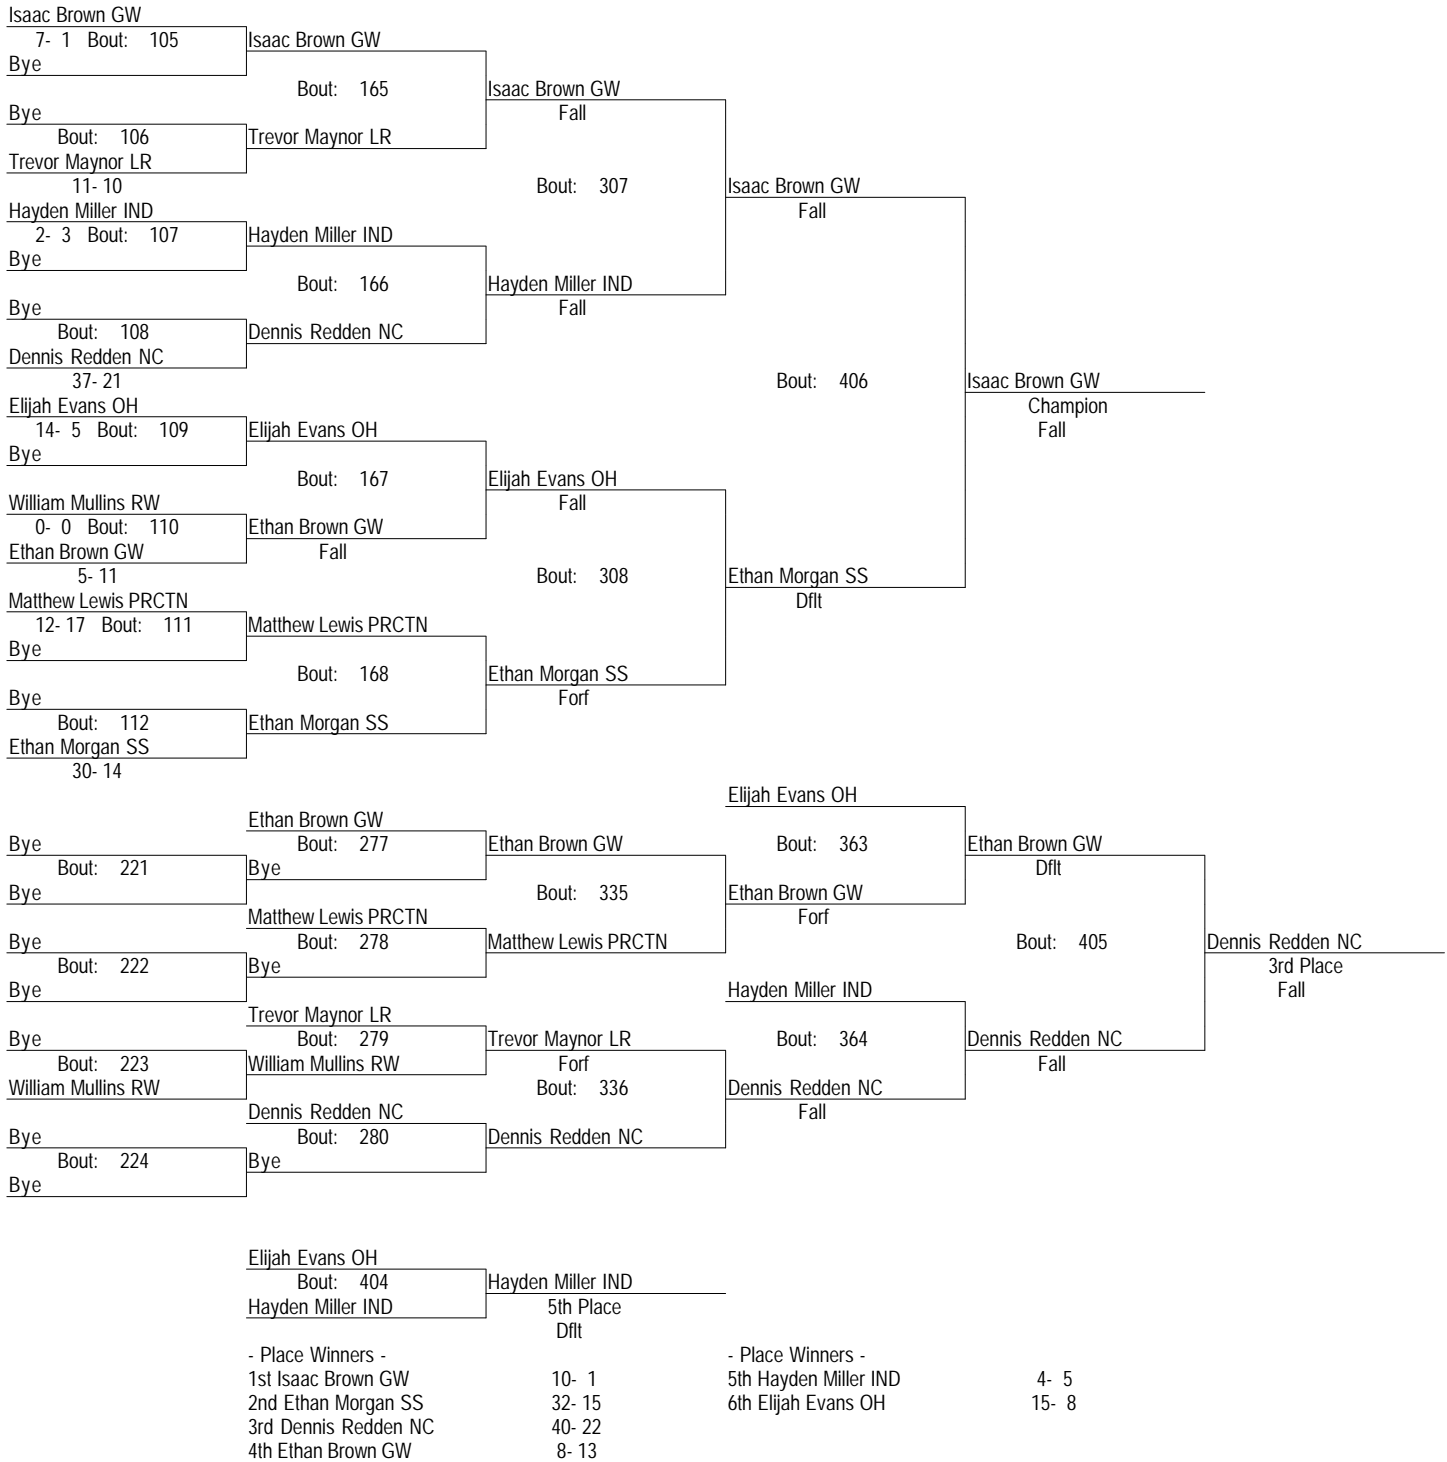 Isaac Brown GW
7- 1 Bout: 105 Isaac Brown GW
Bye
Bout: 165 Isaac Brown GW
Bye Fall
Bout: 106 Trevor Maynor LR
Trevor Maynor LR
11- 10 Bout: 307 Isaac Brown GW
Hayden Miller IND Fall
2- 3 Bout: 107 Hayden Miller IND
Bye
Bout: 166 Hayden Miller IND
Bye Fall
Bout: 108 Dennis Redden NC
Dennis Redden NC
37- 21 Bout: 406 Isaac Brown GW
Elijah Evans OH Champion
14- 5 Bout: 109 Elijah Evans OH Fall
Bye
Bout: 167 Elijah Evans OH
William Mullins RW Fall
0- 0 Bout: 110 Ethan Brown GW
Ethan Brown GW Fall
5- 11 Bout: 308 Ethan Morgan SS
Matthew Lewis PRCTN Dflt
12- 17 Bout: 111 Matthew Lewis PRCTN
Bye
Bout: 168 Ethan Morgan SS
Bye Forf
Bout: 112 Ethan Morgan SS
Ethan Morgan SS
30- 14
Elijah Evans OH
Ethan Brown GW
Bye Bout: 277 Ethan Brown GW Bout: 363 Ethan Brown GW
Bout: 221 Bye Dflt
Bye Bout: 335 Ethan Brown GW
Matthew Lewis PRCTN Forf
Bye Bout: 278 Matthew Lewis PRCTN Bout: 405 Dennis Redden NC
Bout: 222 Bye 3rd Place
Bye Hayden Miller IND Fall
Trevor Maynor LR
Bye Bout: 279 Trevor Maynor LR Bout: 364 Dennis Redden NC
Bout: 223 William Mullins RW Forf Fall
William Mullins RW Bout: 336 Dennis Redden NC
Dennis Redden NC Fall
Bye Bout: 280 Dennis Redden NC
Bout: 224 Bye
Bye
Elijah Evans OH
Bout: 404 Hayden Miller IND
Hayden Miller IND 5th Place
Dflt
- Place Winners - - Place Winners -
1st Isaac Brown GW 10- 1 5th Hayden Miller IND 4- 5
2nd Ethan Morgan SS 32- 15 6th Elijah Evans OH 15- 8
3rd Dennis Redden NC 40- 22
4th Ethan Brown GW 8- 13